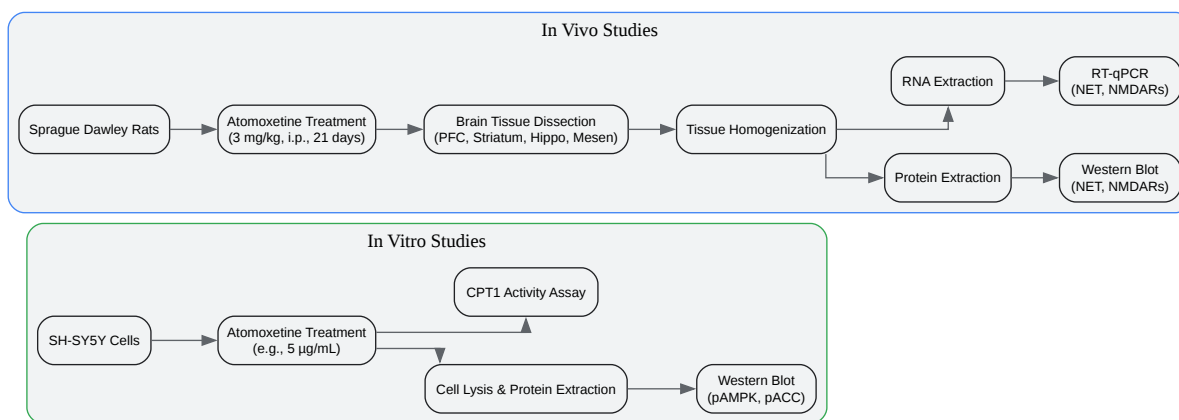 In Vivo Studies
Sprague Dawley Rats
Atomoxetine Treatment
(3 mg/kg, i.p., 21 days)
Brain Tissue Dissection
(PFC, Striatum, Hippo, Mesen)
Tissue Homogenization
RNA Extraction
RT-qPCR
(NET, NMDARs)
Protein Extraction
Western Blot
(NET, NMDARs)
In Vitro Studies
SH-SY5Y Cells
Atomoxetine Treatment
(e.g., 5 µg/mL)
CPT1 Activity Assay
Cell Lysis & Protein Extraction
Western Blot
(pAMPK, pACC)